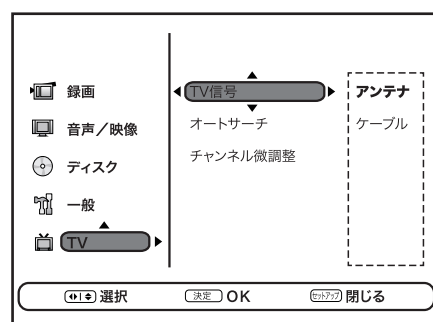 録画
音声／映像
ディスク
一般
TV
TV信号
オートサーチ
チャンネル微調整
アンテナ
ケーブル
選択 決定 OK セットアップ 閉じる